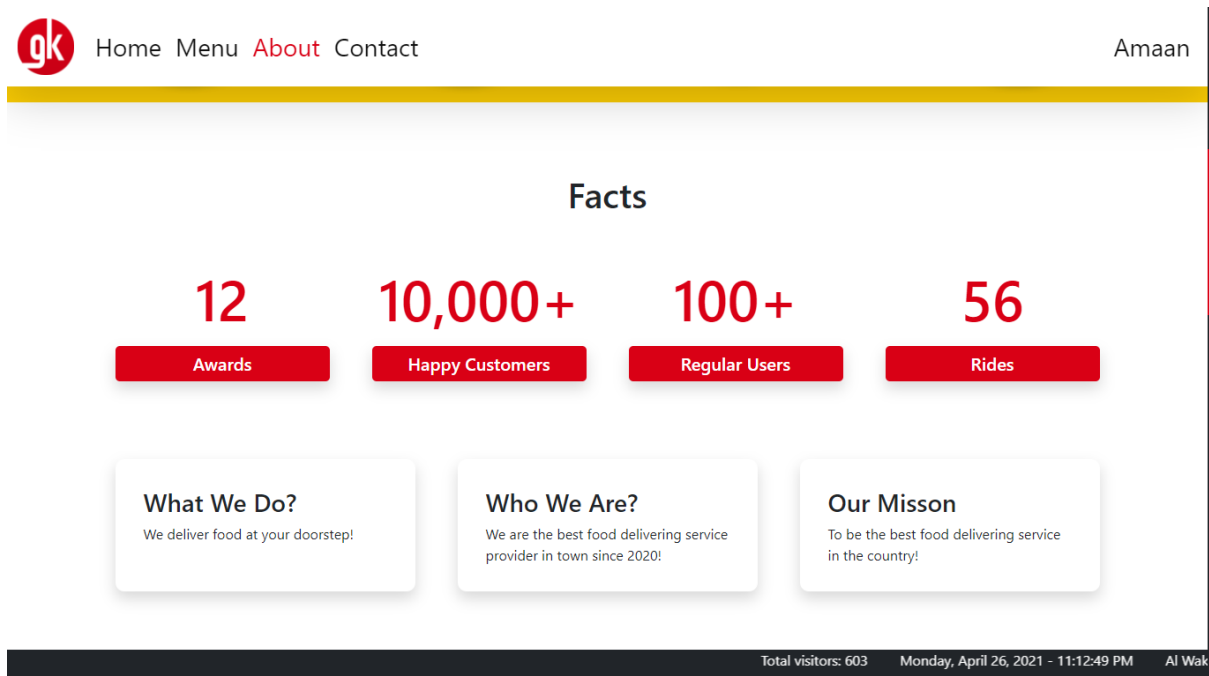 gk Home Menu About Contact Amaan
Facts
12 10,000+ 100+ 56
Awards Happy Customers Regular Users Rides
What We Do?
We deliver food at your doorstep!
Who We Are?
We are the best food delivering service
provider in town since 2020!
Our Misson
To be the best food delivering service
in the country!
Total visitors: 603 Monday, April 26, 2021 - 11:12:49 PM Al Wak